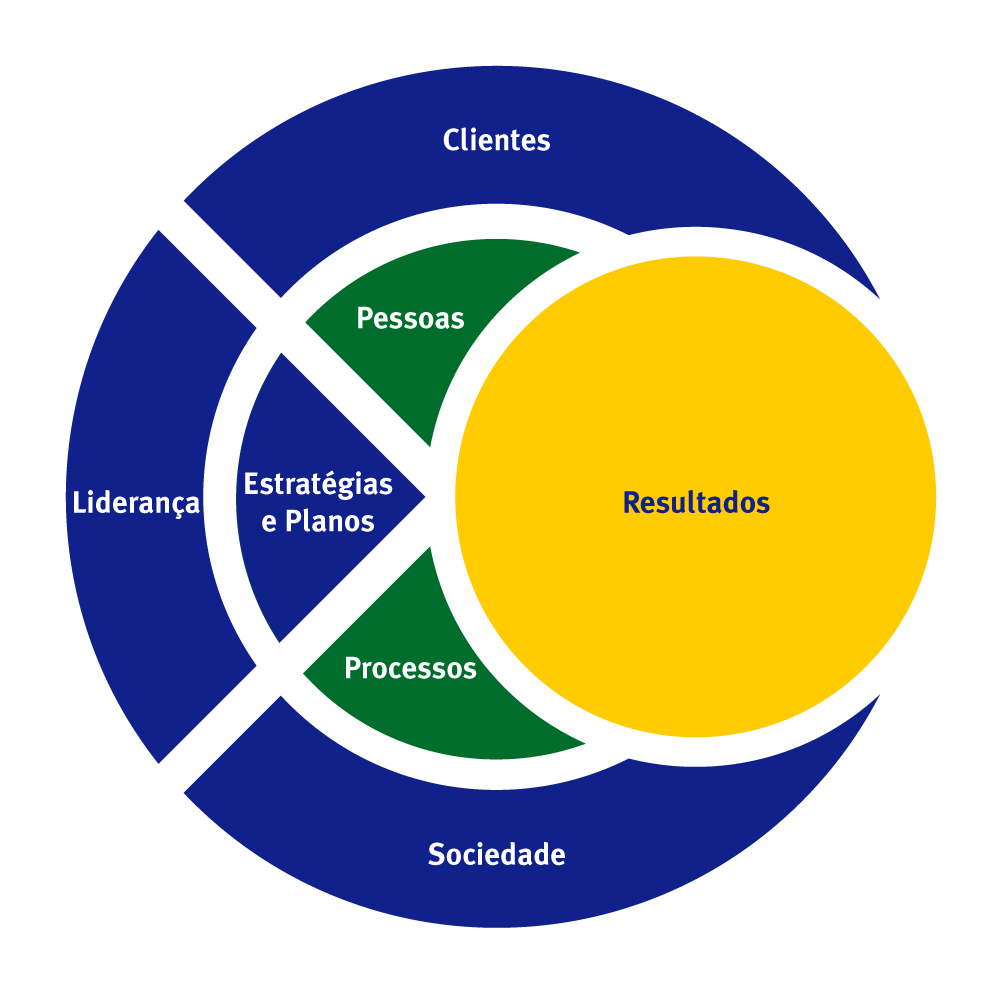 Clientes
Pessoas
Liderança
Estratégias
e Planos
Resultados
Processos
Sociedade